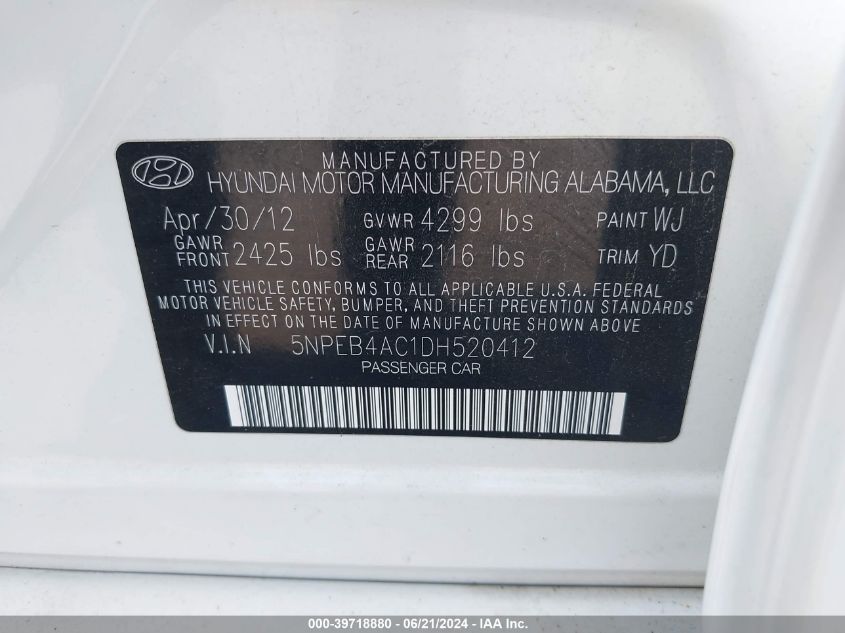 MANUFACTURED BY
HYUNDAI MOTOR MANUFACTURING ALABAMA, LLC
Apr/30/12 GVWR 4299 lbs PAINT WJ
GAWR FRONT 2425 lbs GAWR REAR 2116 lbs TRIM YD
THIS VEHICLE CONFORMS TO ALL APPLICABLE U.S.A. FEDERAL
MOTOR VEHICLE SAFETY, BUMPER, AND THEFT PREVENTION STANDARDS
IN EFFECT ON THE DATE OF MANUFACTURE SHOWN ABOVE
V.I.N 5NPEB4AC1DH520412
PASSENGER CAR
000-39718880 - 06/21/2024 - IAA Inc.